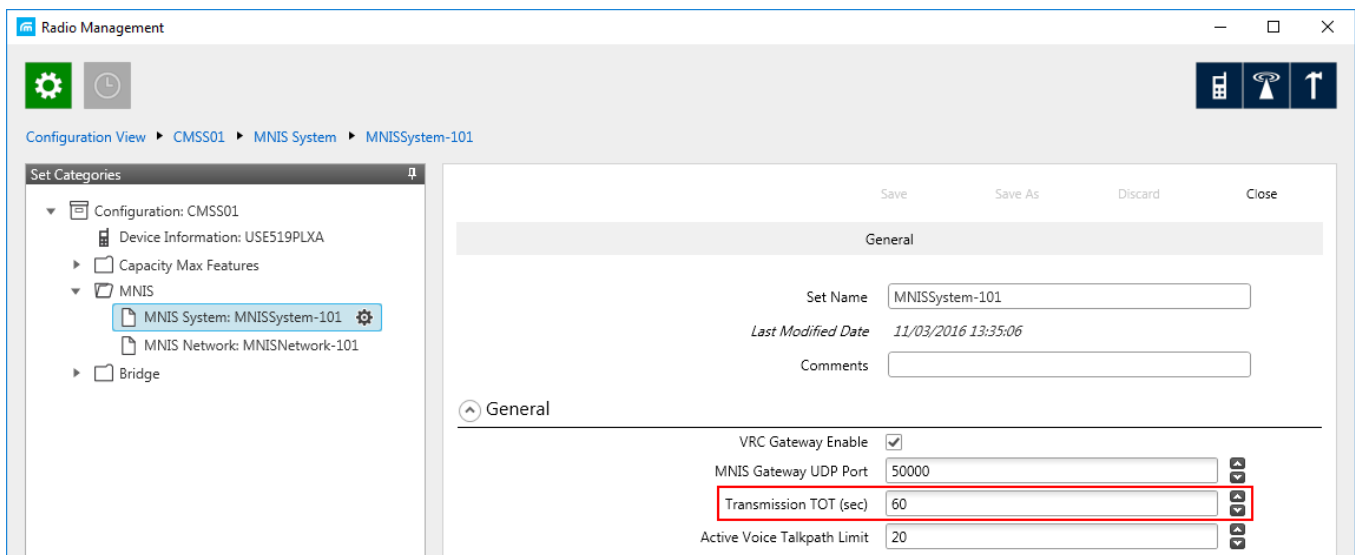 Radio Management
Configuration View CMSS01 MNIS System MNISSystem-101
Set Categories
Configuration: CMSS01
Device Information: USE519PLXA
Capacity Max Features
MNIS
MNIS System: MNISSystem-101
MNIS Network: MNISNetwork-101
Bridge
Save Save As Discard Close
General
Set Name MNISSystem-101
Last Modified Date 11/03/2016 13:35:06
Comments
General
VRC Gateway Enable
MNIS Gateway UDP Port 50000
Transmission TOT (sec) 60
Active Voice Talkpath Limit 20